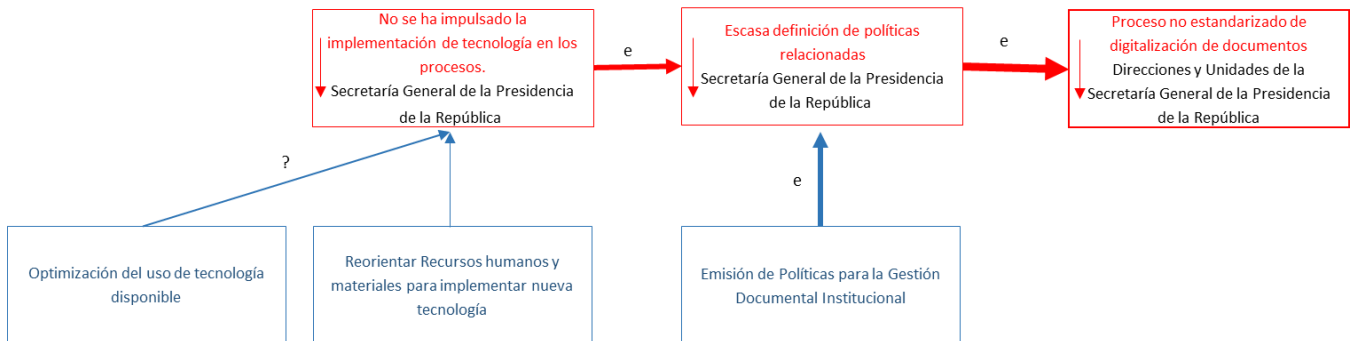 No se ha impulsado la
implementación de tecnología en los
procesos.
Secretaría General de la Presidencia
de la República
e
Escasa definición de políticas
relacionadas
Secretaría General de la Presidencia
de la República
e
Proceso no estandarizado de
digitalización de documentos
Direcciones y Unidades de la
Secretaría General de la Presidencia
de la República
?
e
Optimización del uso de tecnología
disponible
Reorientar Recursos humanos y
materiales para implementar nueva
tecnología
Emisión de Políticas para la Gestión
Documental Institucional